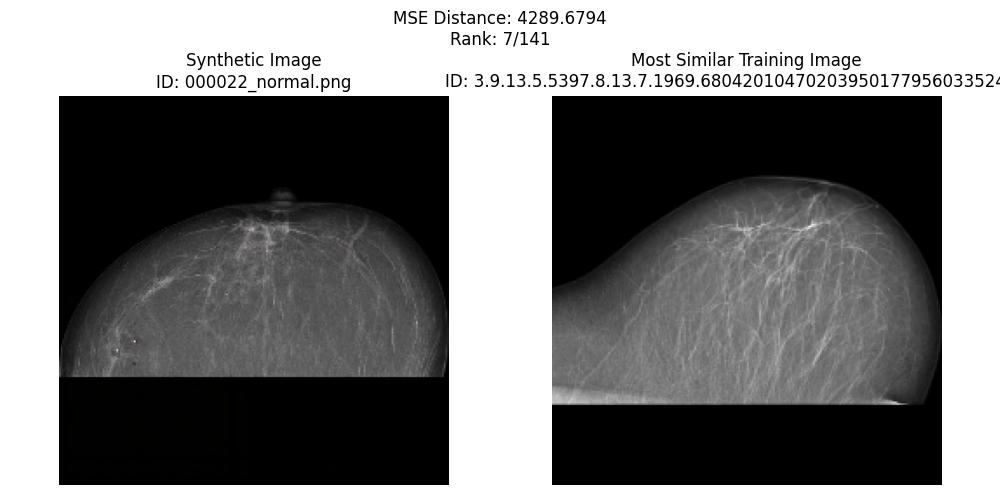 MSE Distance: 4289.6794
Rank: 7/141
Synthetic Image
ID: 000022_normal.png
Most Similar Training Image
ID: 3.9.13.5.5397.8.13.7.1969.68042010470203950177956033524